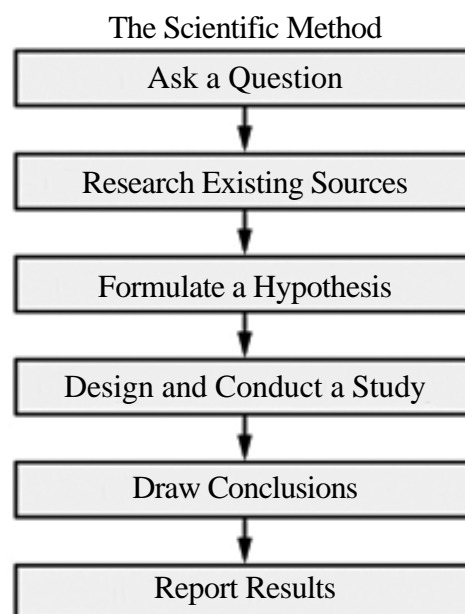 The Scientific Method
Ask a Question
Research Existing Sources
Formulate a Hypothesis
Design and Conduct a Study
Draw Conclusions
Report Results